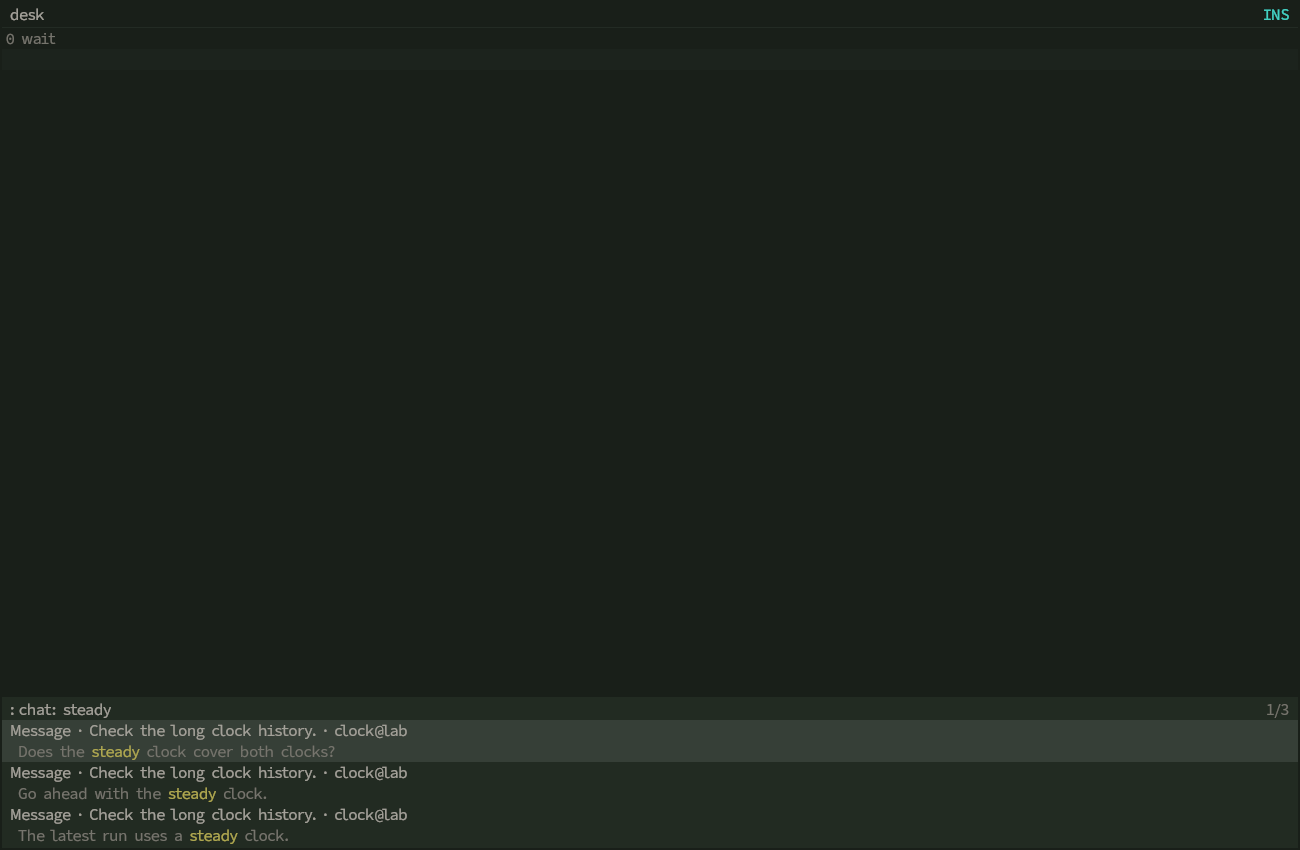 desk INS
0 wait
:chat: steady 1/3
Message · Check the long clock history. · clock@lab
Does the steady clock cover both clocks?
Message · Check the long clock history. · clock@lab
Go ahead with the steady clock.
Message · Check the long clock history. · clock@lab
The latest run uses a steady clock.